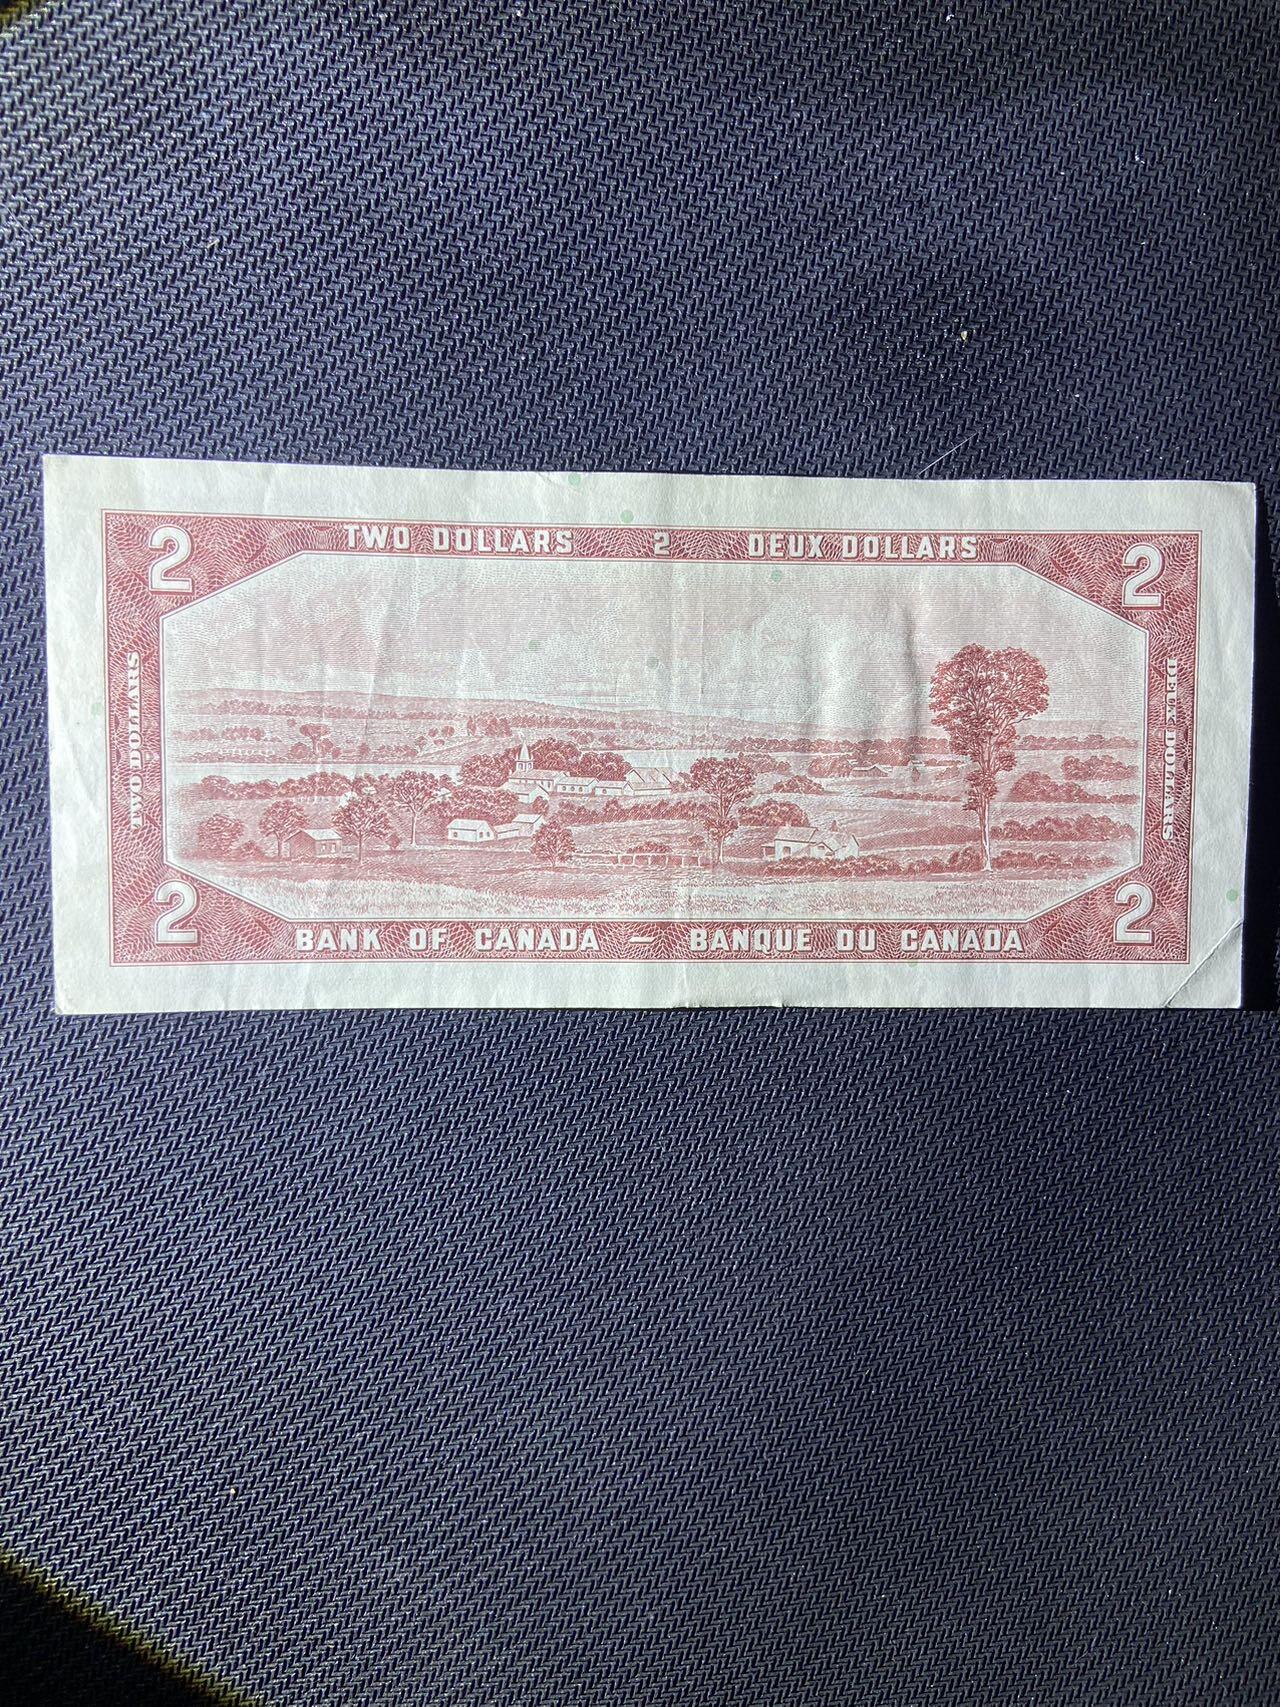 TWO DOLLARS 2 DEUX DOLLARS
2
2
TWO DOLLARS
DEUX DOLLARS
2
2
BANK OF CANADA — BANQUE DU CANADA